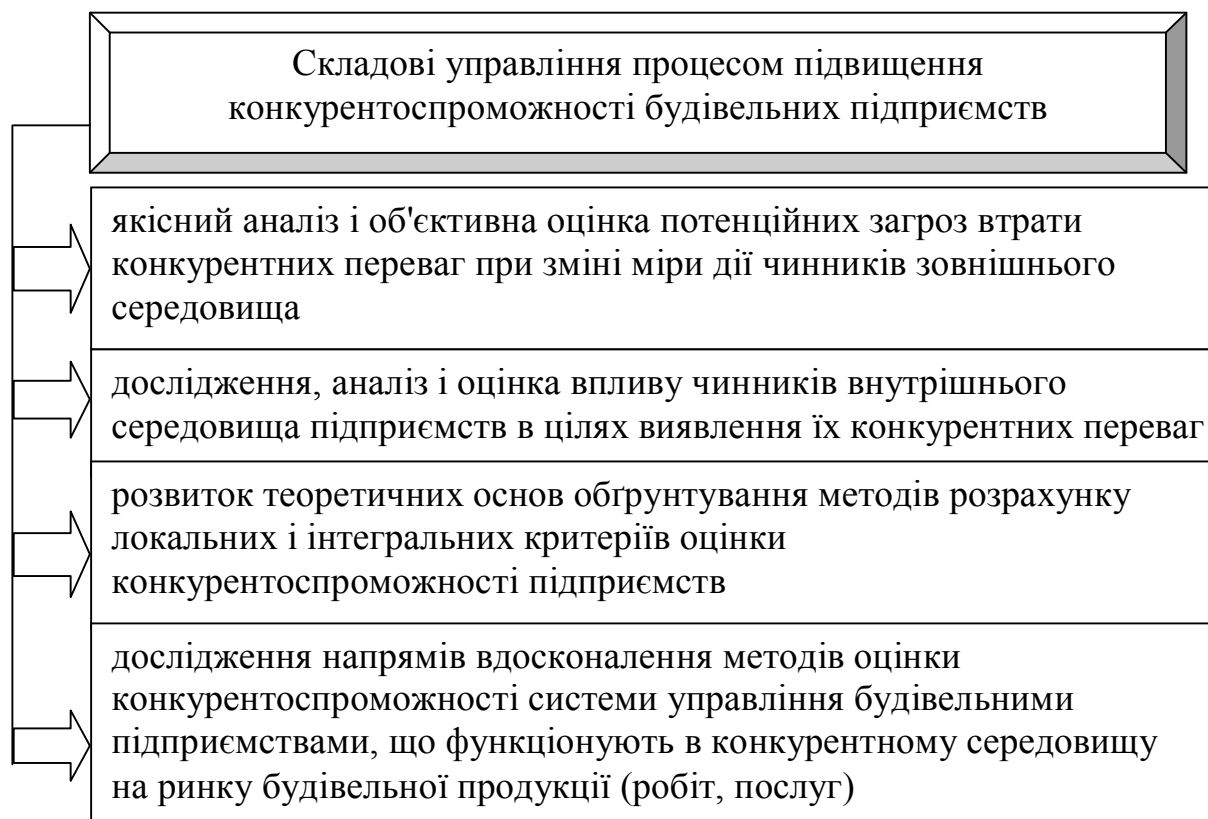 Складові управління процесом підвищення
конкурентоспроможності будівельних підприємств
якісний аналіз і об'єктивна оцінка потенційних загроз втрати
конкурентних переваг при зміні міри дії чинників зовнішнього
середовища
дослідження, аналіз і оцінка впливу чинників внутрішнього
середовища підприємств в цілях виявлення їх конкурентних переваг
розвиток теоретичних основ обґрунтування методів розрахунку
локальних і інтегральних критеріїв оцінки
конкурентоспроможності підприємств
дослідження напрямів вдосконалення методів оцінки
конкурентоспроможності системи управління будівельними
підприємствами, що функціонують в конкурентному середовищу
на ринку будівельної продукції (робіт, послуг)